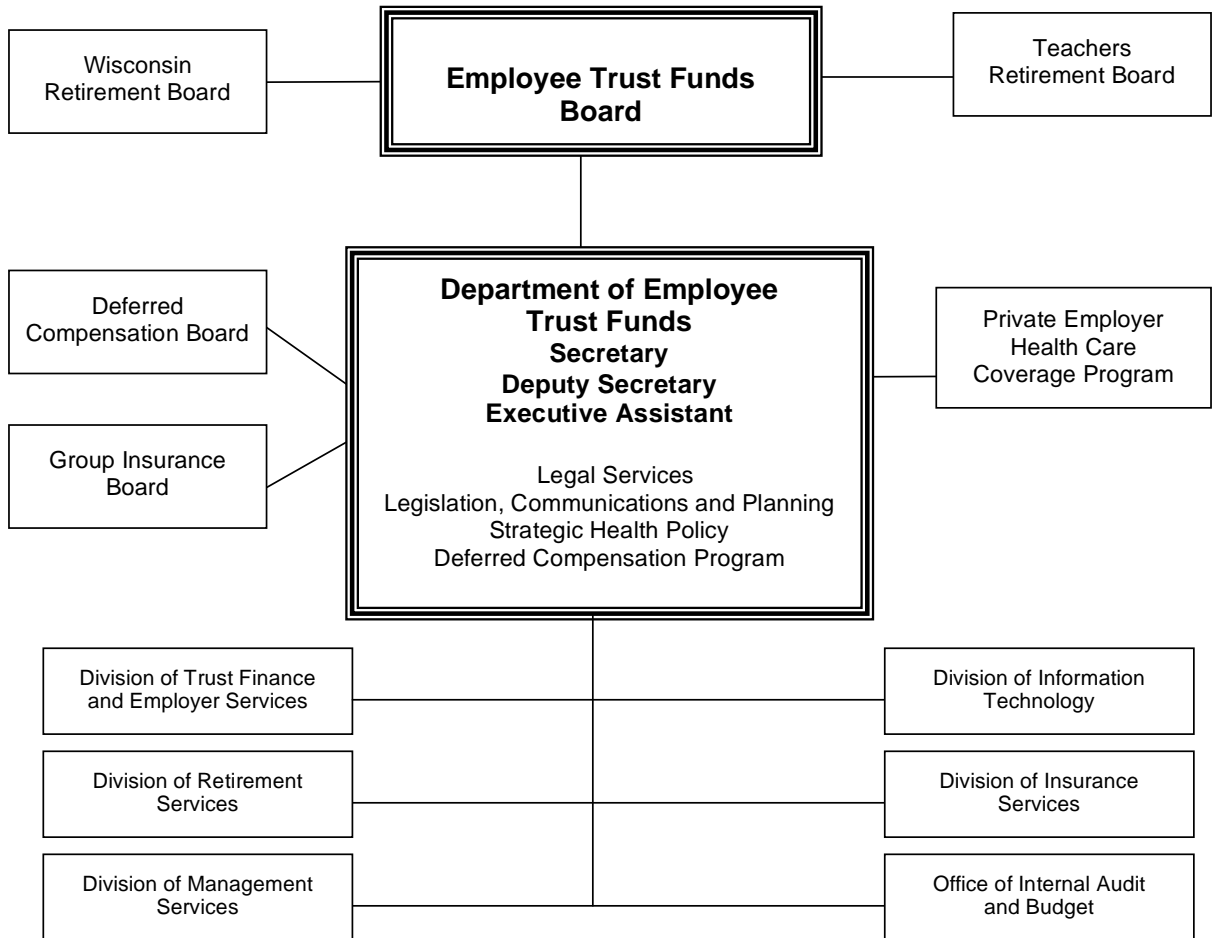 Wisconsin
Retirement Board
Employee Trust Funds
Board
Teachers
Retirement Board
Deferred
Compensation Board
Group Insurance
Board
Department of Employee
Trust Funds
Secretary
Deputy Secretary
Executive Assistant
Legal Services
Legislation, Communications and Planning
Strategic Health Policy
Deferred Compensation Program
Private Employer
Health Care
Coverage Program
Division of Trust Finance
and Employer Services
Division of Information
Technology
Division of Retirement
Services
Division of Insurance
Services
Division of Management
Services
Office of Internal Audit
and Budget